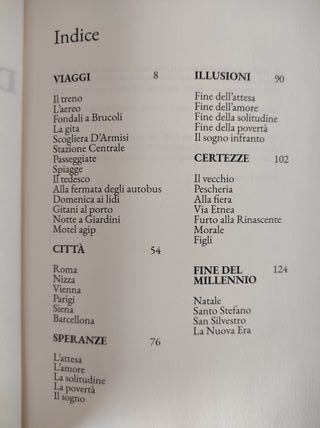 Indice
VIAGGI 8
Il treno
L'aereo
Fondali a Brucoli
La gita
Scogliera D'Armisi
Stazione Centrale
Passeggiate
Spiagge
Il tedesco
Alla fermata degli autobus
Domenica ai lidi
Gitani al porto
Notte a Giardini
Motel agip
CITTÀ 54
Roma
Nizza
Vienna
Parigi
Siena
Barcellona
SPERANZE 76
L'attesa
L'amore
La solitudine
La povertà
Il sogno
ILLUSIONI 90
Fine dell'attesa
Fine dell'amore
Fine della solitudine
Fine della povertà
Il sogno infranto
CERTEZZE 102
Il vecchio
Pescheria
Alla fiera
Via Etnea
Furto alla Rinascente
Morale
Figli
FINE DEL 124
MILLENNIO
Natale
Santo Stefano
San Silvestro
La Nuova Era